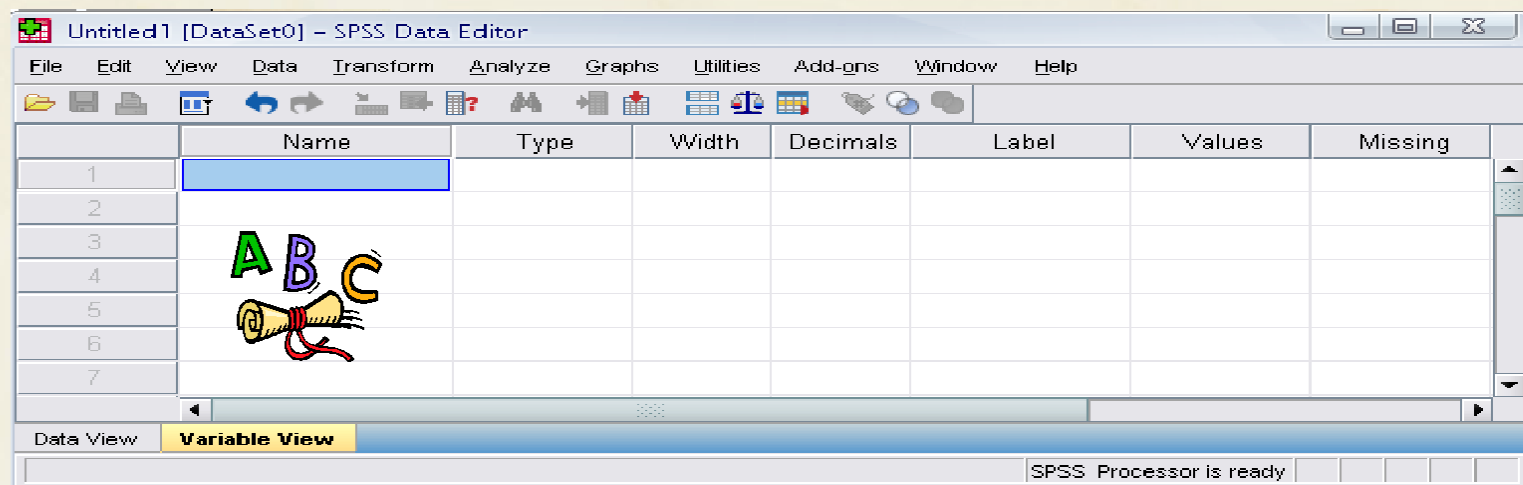 Untitled1 [DataSet0] – SPSS Data Editor
File Edit View Data Transform Analyze Graphs Utilities Add-ons Window Help
Name Type Width Decimals Label Values Missing
1
2
3
4
5
6
7
A B C
Data View Variable View
SPSS Processor is ready